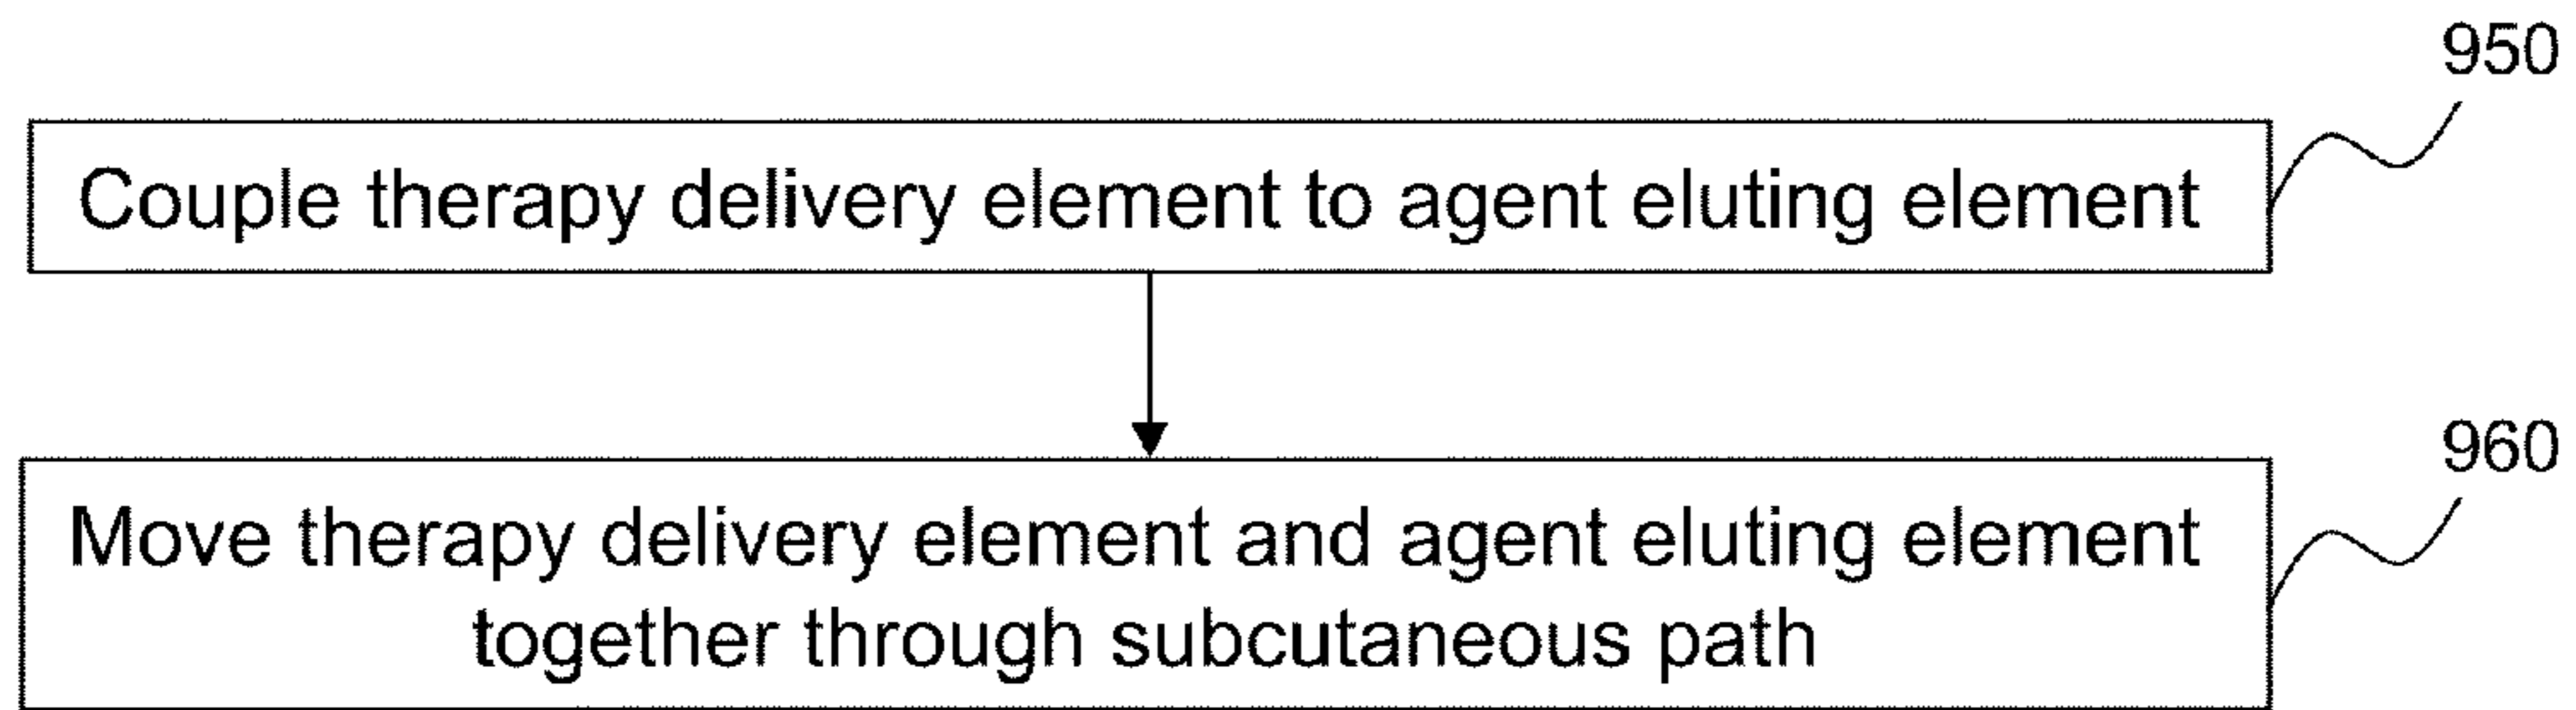 950
Couple therapy delivery element to agent eluting element
960
Move therapy delivery element and agent eluting element
together through subcutaneous path